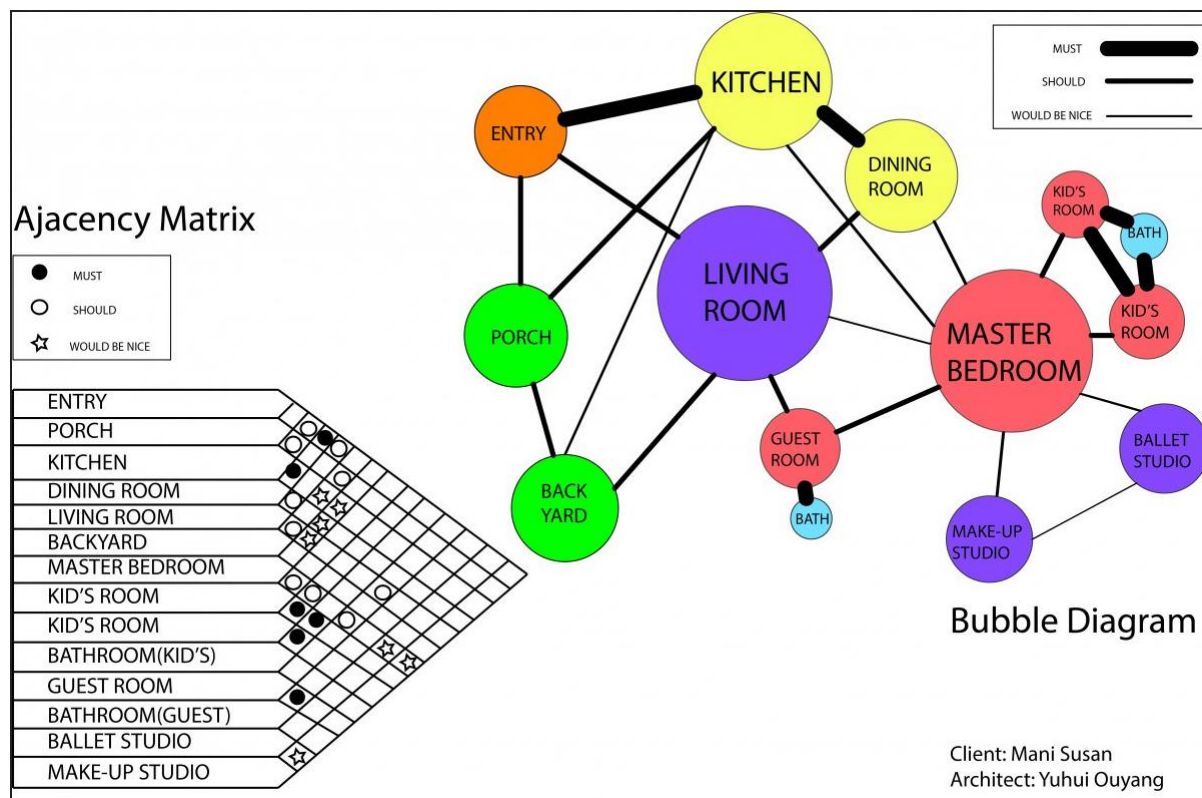 Ajacency Matrix
MUST
SHOULD
WOULD BE NICE
ENTRY
PORCH
KITCHEN
DINING ROOM
LIVING ROOM
BACKYARD
MASTER BEDROOM
KID'S ROOM
KID'S ROOM
BATHROOM(KID'S)
GUEST ROOM
BATHROOM(GUEST)
BALLET STUDIO
MAKE-UP STUDIO
MUST
SHOULD
WOULD BE NICE
KITCHEN
ENTRY
DINING
ROOM
KID'S
ROOM
BATH
LIVING
ROOM
PORCH
KID'S
ROOM
MASTER
BEDROOM
GUEST
ROOM
BALLET
STUDIO
BACK
YARD
BATH
MAKE-UP
STUDIO
Bubble Diagram
Client: Mani Susan
Architect: Yuhui Ouyang